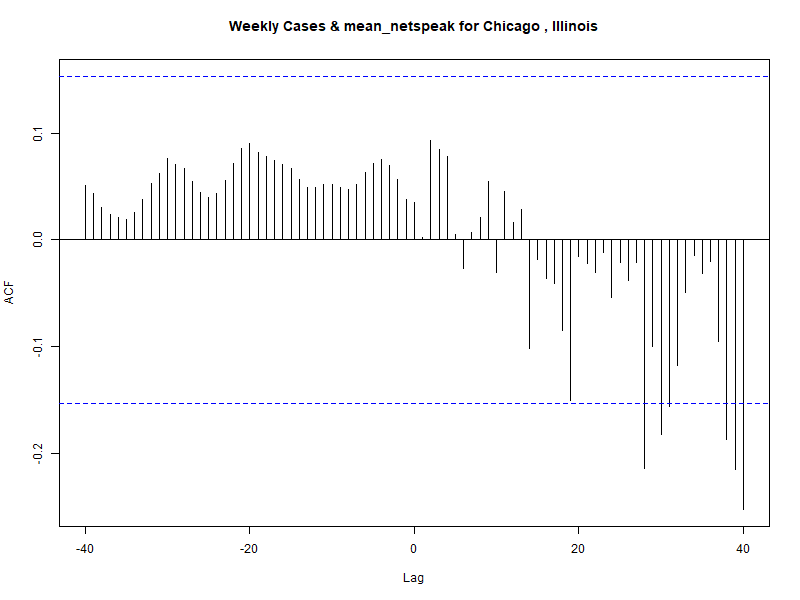 Weekly Cases & mean_netspeak for Chicago , Illinois
ACF
0.1
0.0
-0.1
-0.2
-40 -20 0 20 40
Lag